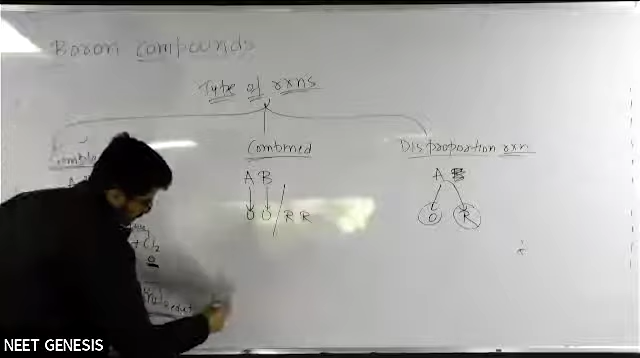 Boron Compounds
Type of rxns
Combined
Disproportion rxn
A B
O O / R R
A B
O R
+ Cl2
NEET GENESIS